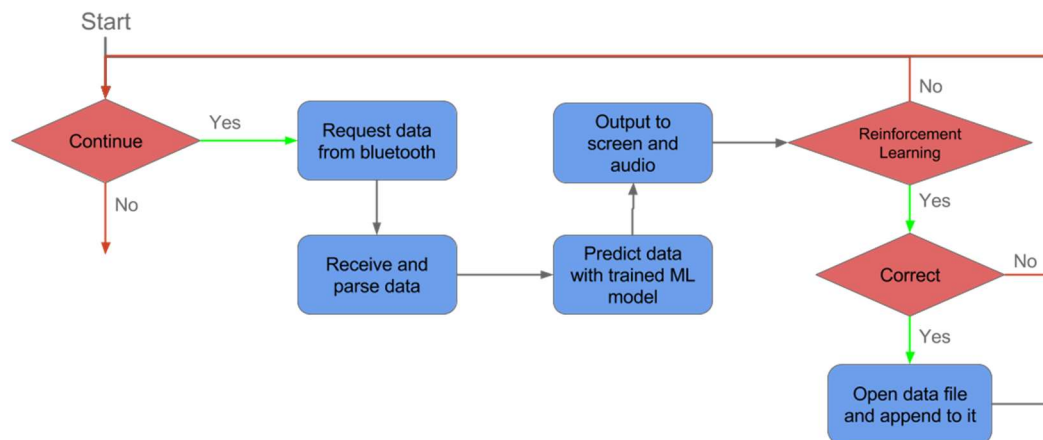 Start
Continue
Yes
No
Request data
from bluetooth
Receive and
parse data
Predict data
with trained ML
model
Output to
screen and
audio
Reinforcement
Learning
No
Yes
Correct
No
Yes
Open data file
and append to it